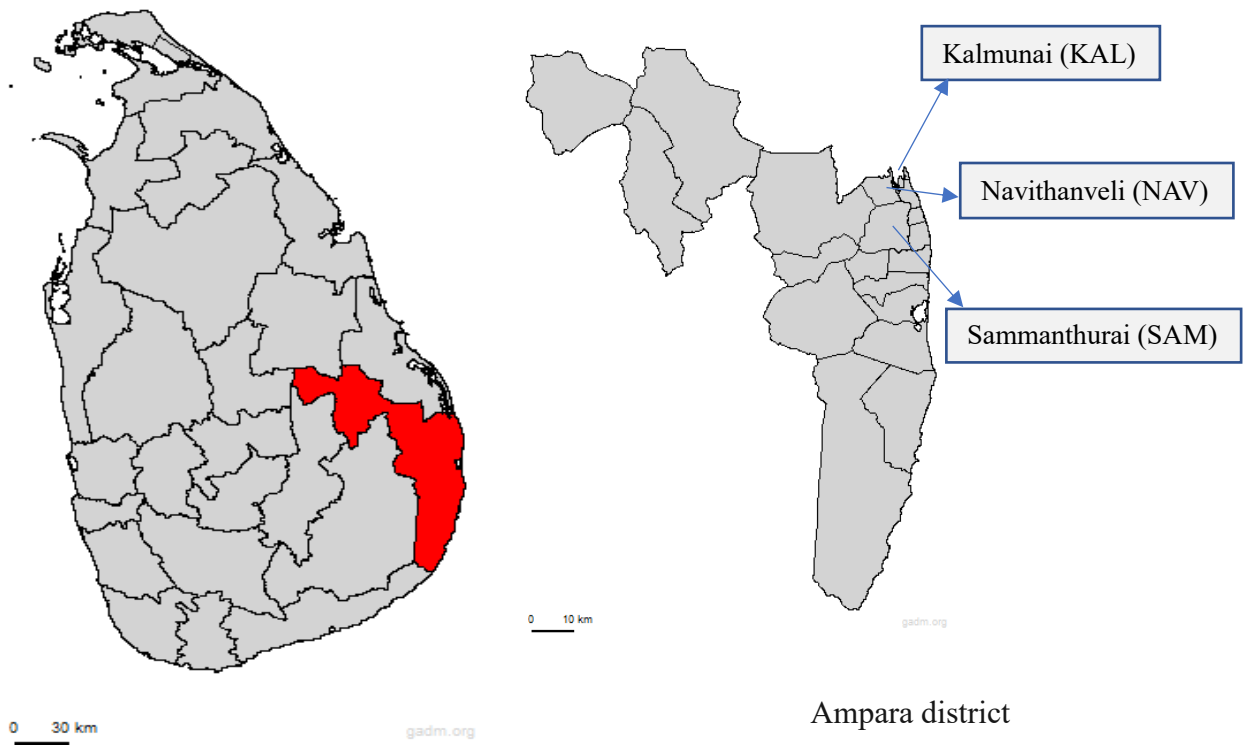 Kalmunai (KAL)
Navithanveli (NAV)
Sammanthurai (SAM)
0 10 km
gadm.org
Ampara district
0 30 km
gadm.org